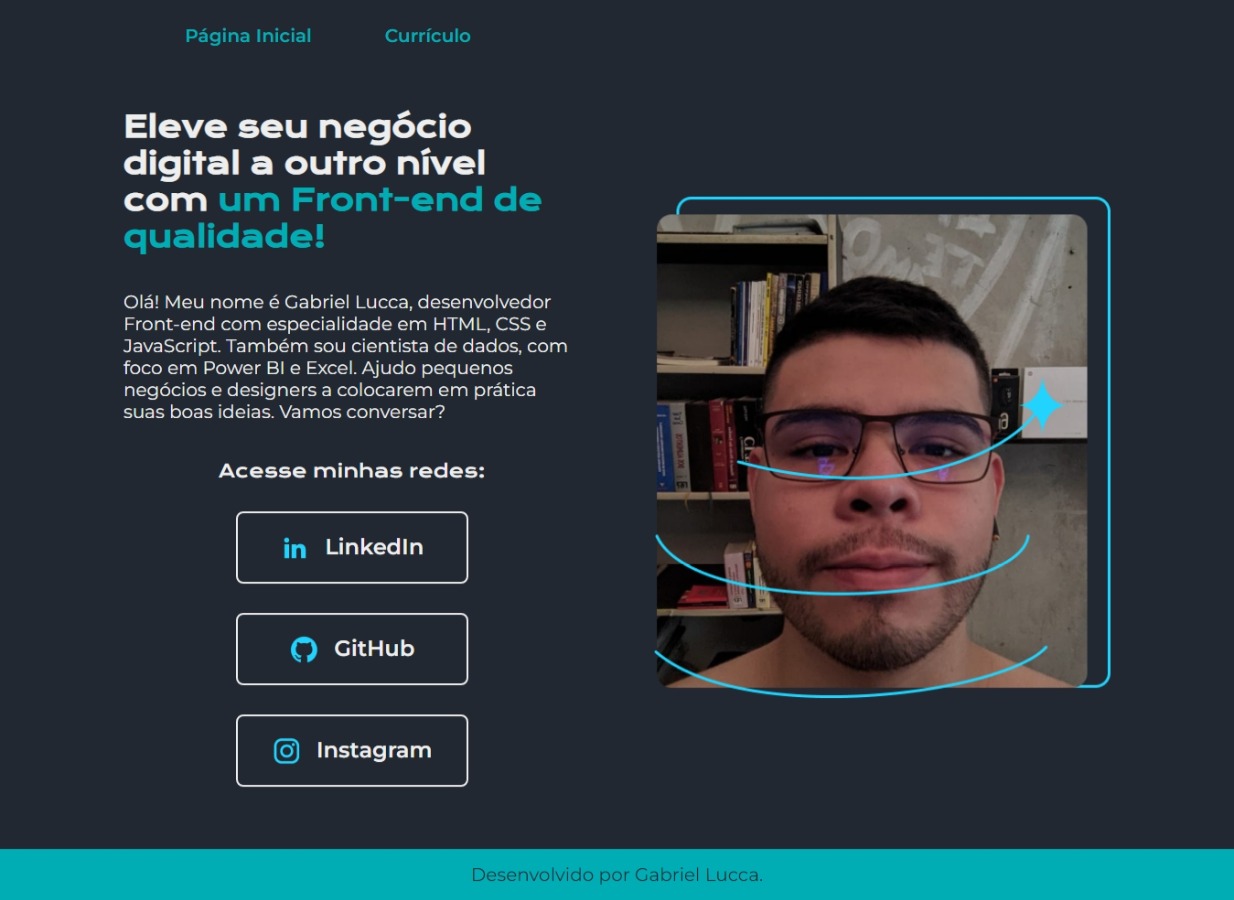 Página Inicial Currículo
Eleve seu negócio
digital a outro nível
com um Front-end de
qualidade!
Olá! Meu nome é Gabriel Lucca, desenvolvedor
Front-end com especialidade em HTML, CSS e
JavaScript. Também sou cientista de dados, com
foco em Power BI e Excel. Ajudo pequenos
negócios e designers a colocarem em prática
suas boas ideias. Vamos conversar?
Acesse minhas redes:
LinkedIn
GitHub
Instagram
Desenvolvido por Gabriel Lucca.